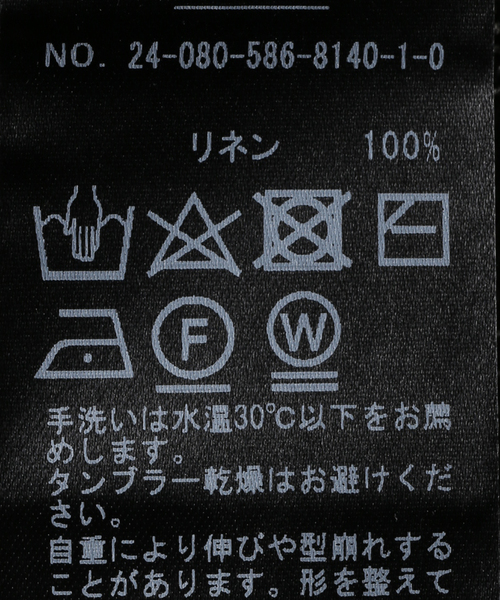 NO. 24-080-586-8140-1-0
リネン 100%
F W
手洗いは水温30℃以下をお薦
めします。
タンブラー乾燥はお避けくだ
さい。
自重により伸びや型崩れする
ことがあります。形を整えて